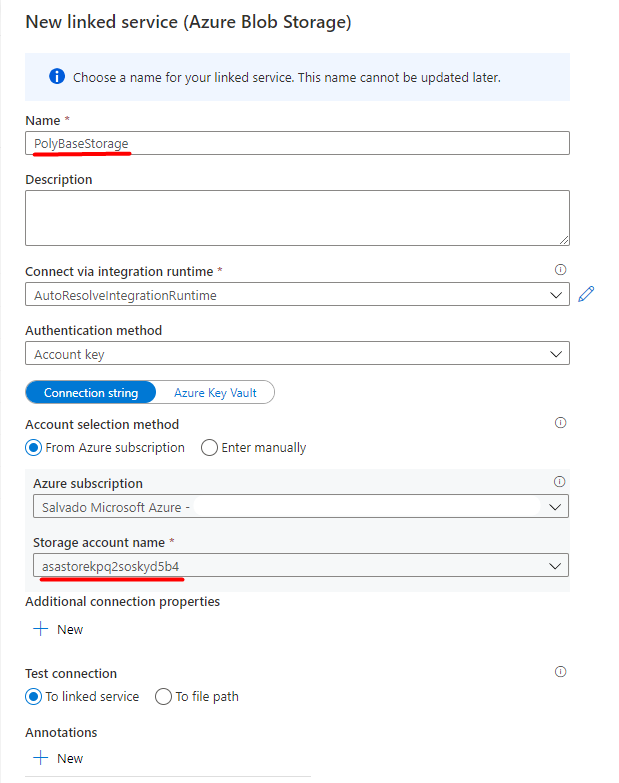 New linked service (Azure Blob Storage)
Choose a name for your linked service. This name cannot be updated later.
Name *
PolyBaseStorage
Description
Connect via integration runtime *
AutoResolveIntegrationRuntime
Authentication method
Account key
Connection string Azure Key Vault
Account selection method
From Azure subscription Enter manually
Azure subscription
Salvado Microsoft Azure -
Storage account name *
asastorekpq2soskyd5b4
Additional connection properties
+ New
Test connection
To linked service To file path
Annotations
+ New